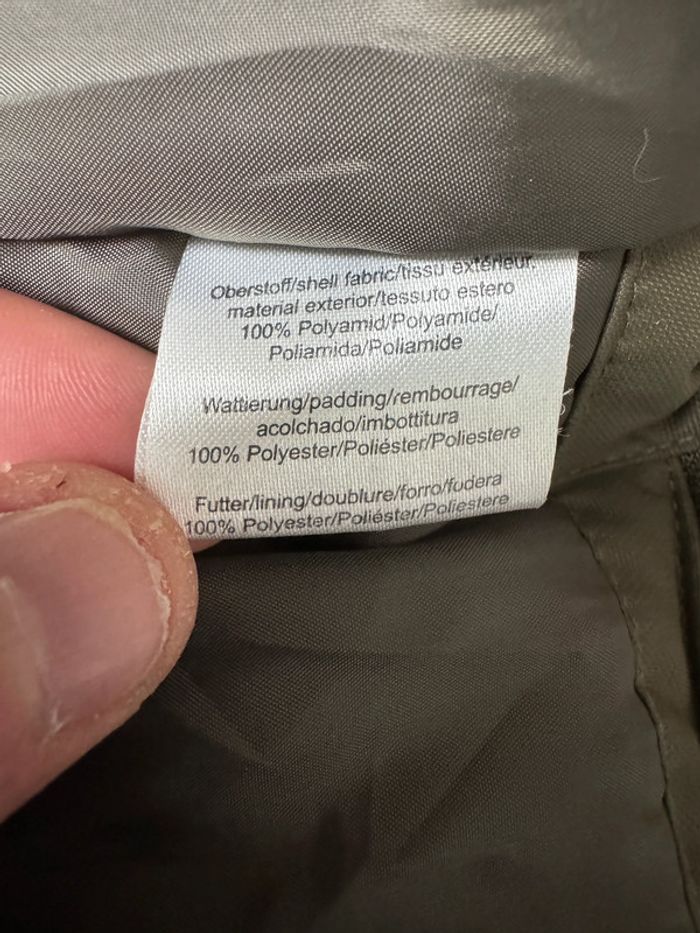 Oberstoff/shell fabric/tissu extérieur.
material exterior/tessuto estero
100% Polyamid/Polyamide/
Poliamida/Poliamide
Wattierung/padding/rembourrage/
acolchado/imbottitura
100% Polyester/Poliéster/Poliestere
Futter/lining/doublure/forro/fudera
100% Polyester/Poliéster/Poliestere